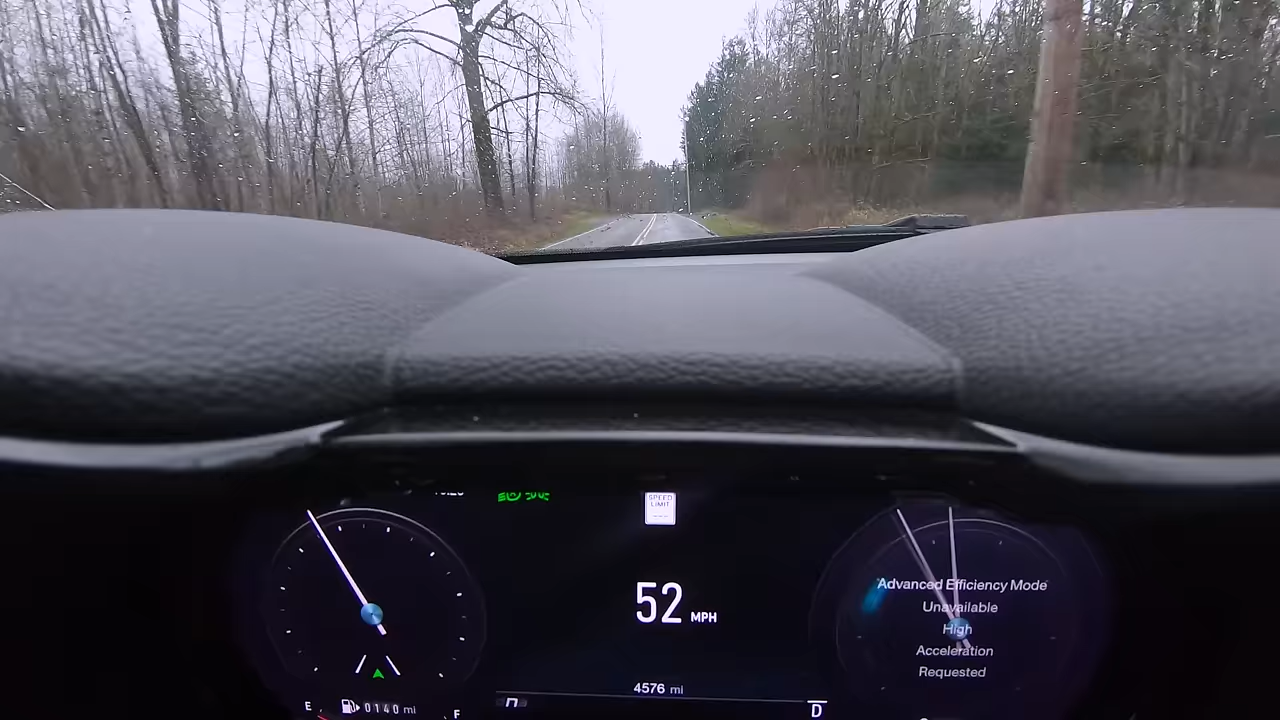 SPEED
LIMIT
52 MPH
Advanced Efficiency Mode
Unavailable
High
Acceleration
Requested
4576 mi
E 0140 mi F
D